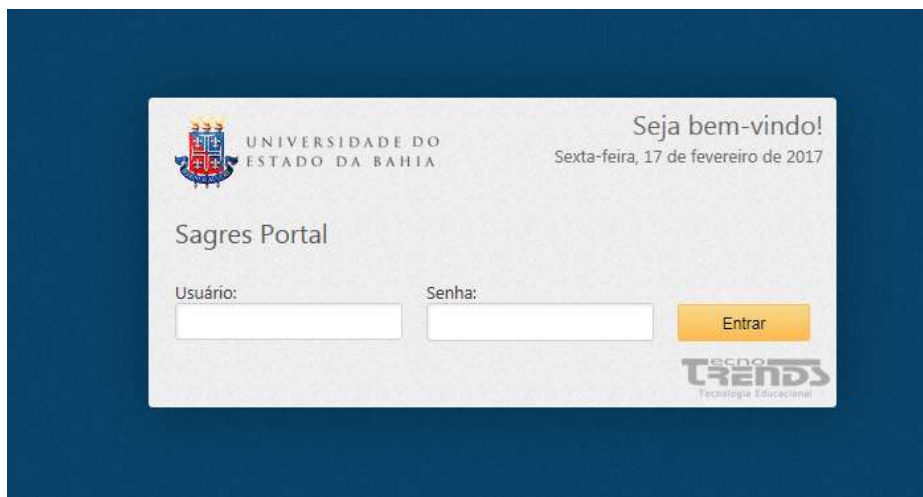 UNIVERSIDADE DO
ESTADO DA BAHIA
Seja bem-vindo!
Sexta-feira, 17 de fevereiro de 2017
Sagres Portal
Usuário:
Senha:
Entrar
TECNO
TRENDS
Tecnologia Educacional